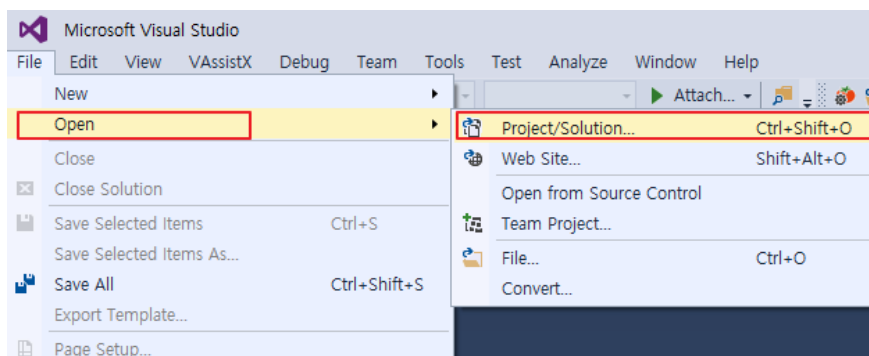 Microsoft Visual Studio
File Edit View VAssistX Debug Team Tools Test Analyze Window Help
Attach...
New
Open
Close
Close Solution
Save Selected Items Ctrl+S
Save Selected Items As...
Save All Ctrl+Shift+S
Export Template...
Page Setup...
Project/Solution... Ctrl+Shift+O
Web Site... Shift+Alt+O
Open from Source Control
Team Project...
File... Ctrl+O
Convert...